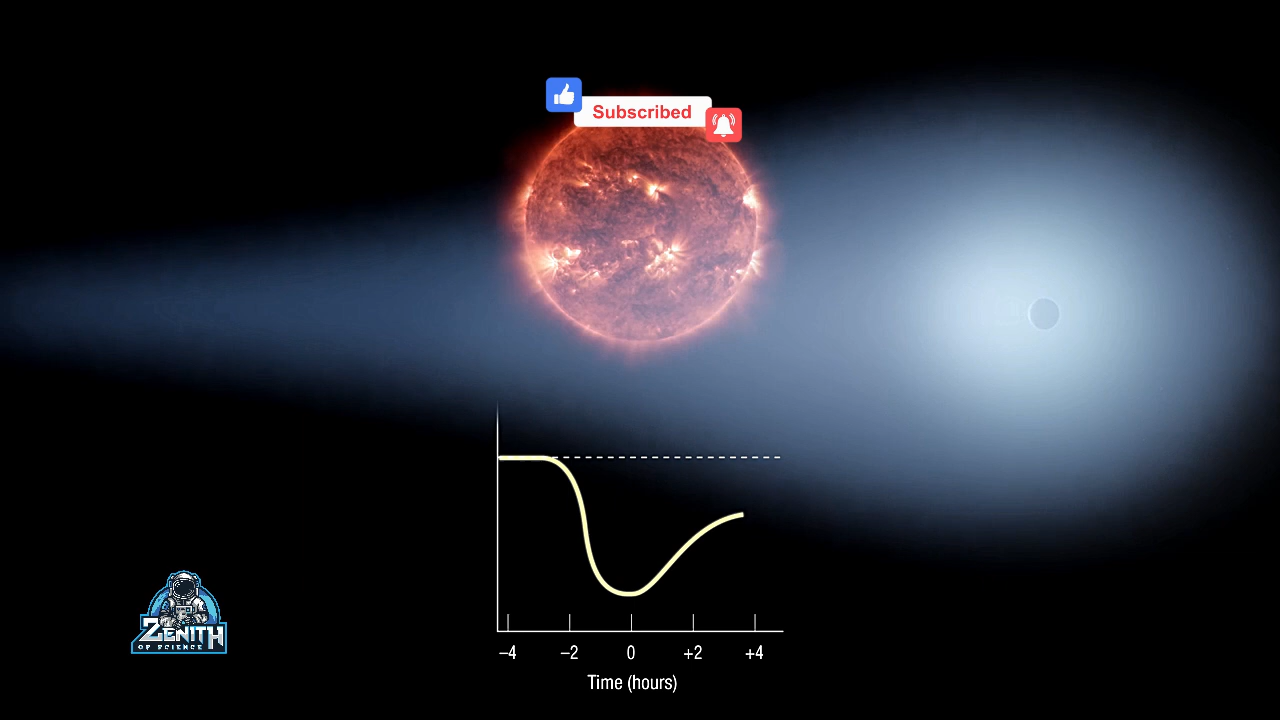 Subscribed
ZENITH
OF SCIENCE
−4 −2 0 +2 +4
Time (hours)